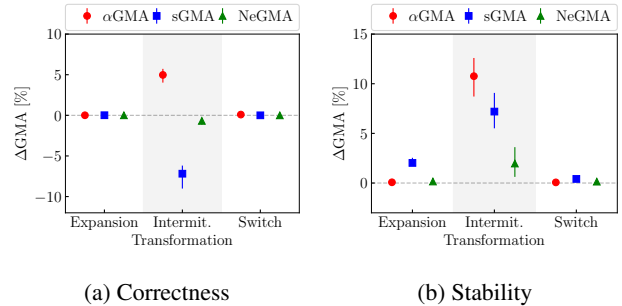 αGMA sGMA NeGMA
ΔGMA [%]
10
5
0
−5
−10
Expansion Intermit. Switch
Transformation
(a) Correctness
αGMA sGMA NeGMA
ΔGMA [%]
15
10
5
0
Expansion Intermit. Switch
Transformation
(b) Stability